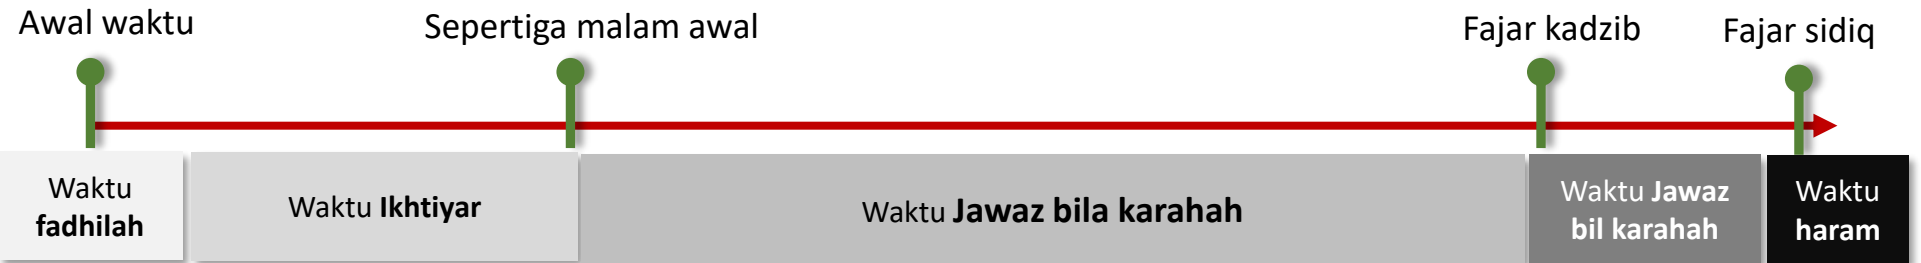 Awal waktu
Sepertiga malam awal
Fajar kadzib
Fajar sidiq
Waktu
fadhilah
Waktu Ikhtiyar
Waktu Jawaz bila karahah
Waktu Jawaz
bil karahah
Waktu
haram